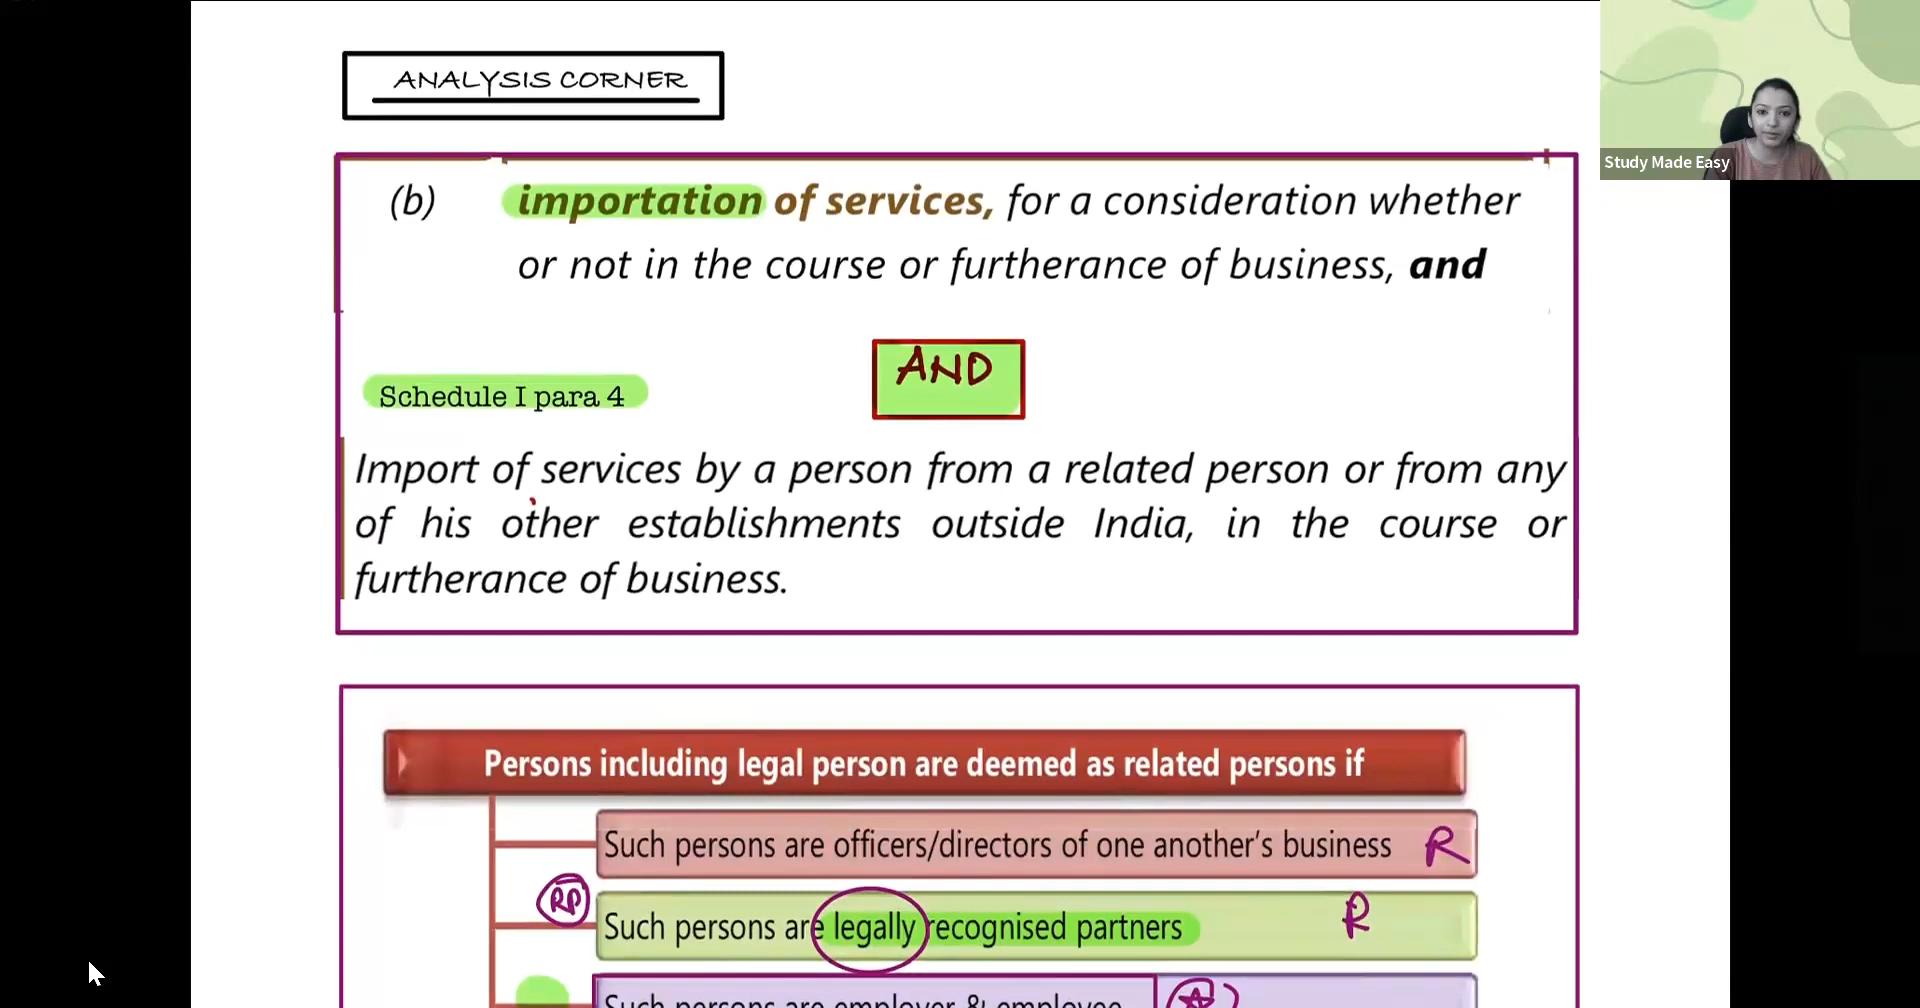 ANALYSIS CORNER
Study Made Easy
(b) importation of services, for a consideration whether
or not in the course or furtherance of business, and
AND
Schedule I para 4
Import of services by a person from a related person or from any
of his other establishments outside India, in the course or
furtherance of business.
Persons including legal person are deemed as related persons if
Such persons are officers/directors of one another's business R
RP
Such persons are legally recognised partners R
Such persons are employer & employee